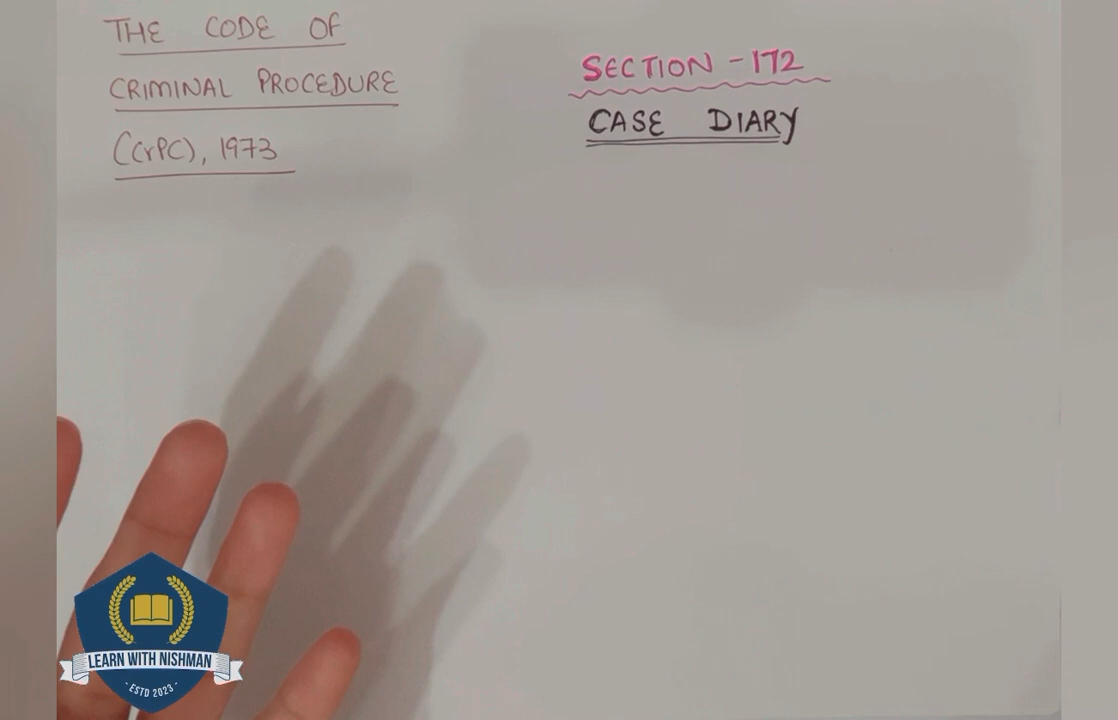 THE CODE OF
CRIMINAL PROCEDURE
(CrPC), 1973
SECTION - 172
CASE DIARY
LEARN WITH NISHMAN
- ESTD 2023 -